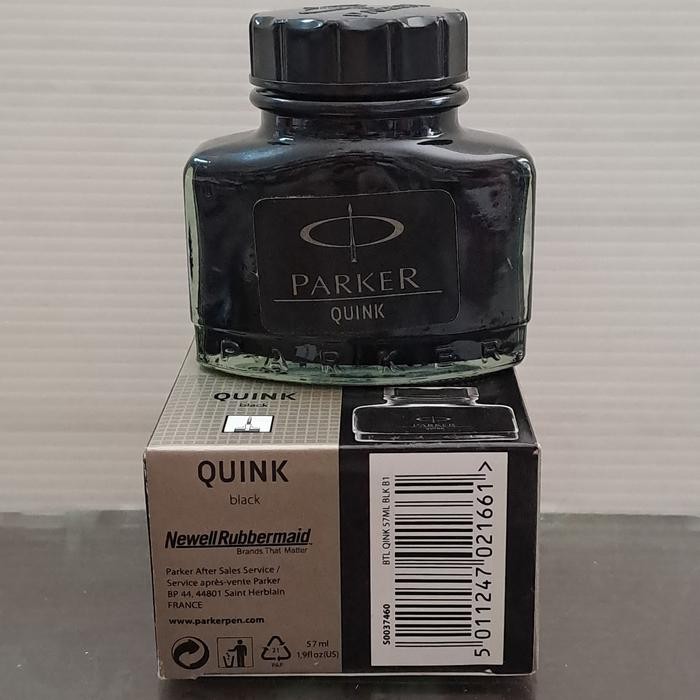 PARKER
QUINK
PARKER
QUINK
black
QUINK
black
NewellRubbermaid
Brands That Matter
Parker After Sales Service /
Service après-vente Parker
BP 44, 44801 Saint Herblain
FRANCE
www.parkerpen.com
21
PAP
57 ml
1,9fl oz(US)
BTL QINK 57ML BLK B1
S0037460
5 011247 021661 >